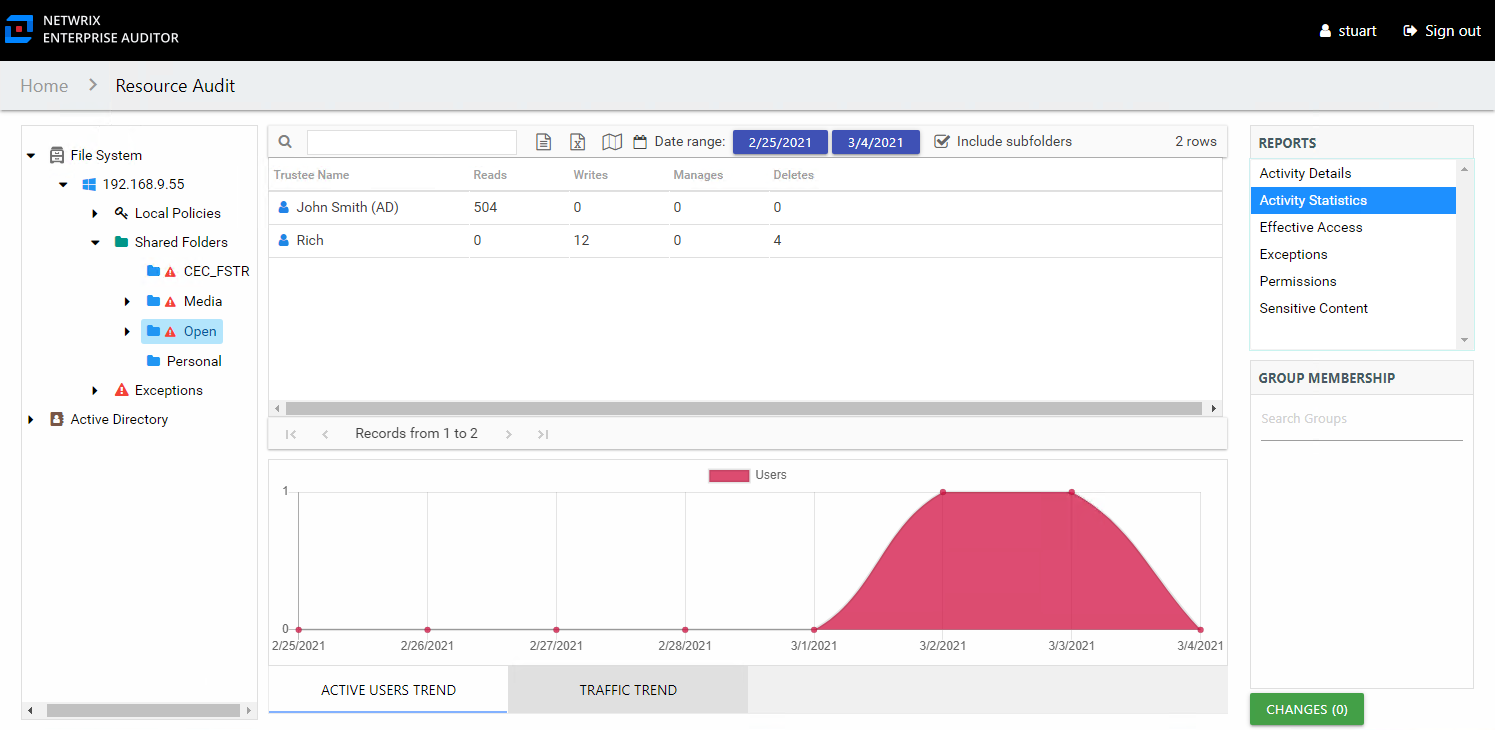 NETWRIX
ENTERPRISE AUDITOR
stuart
Sign out
Home
Resource Audit
File System
192.168.9.55
Local Policies
Shared Folders
CEC_FSTR
Media
Open
Personal
Exceptions
Active Directory
Date range:
2/25/2021
3/4/2021
Include subfolders
2 rows
Trustee Name Reads Writes Manages Deletes
John Smith (AD) 504 0 0 0
Rich 0 12 0 4
Records from 1 to 2
Users
1
0
2/25/2021 2/26/2021 2/27/2021 2/28/2021 3/1/2021 3/2/2021 3/3/2021 3/4/2021
ACTIVE USERS TREND
TRAFFIC TREND
REPORTS
Activity Details
Activity Statistics
Effective Access
Exceptions
Permissions
Sensitive Content
GROUP MEMBERSHIP
Search Groups
CHANGES (0)